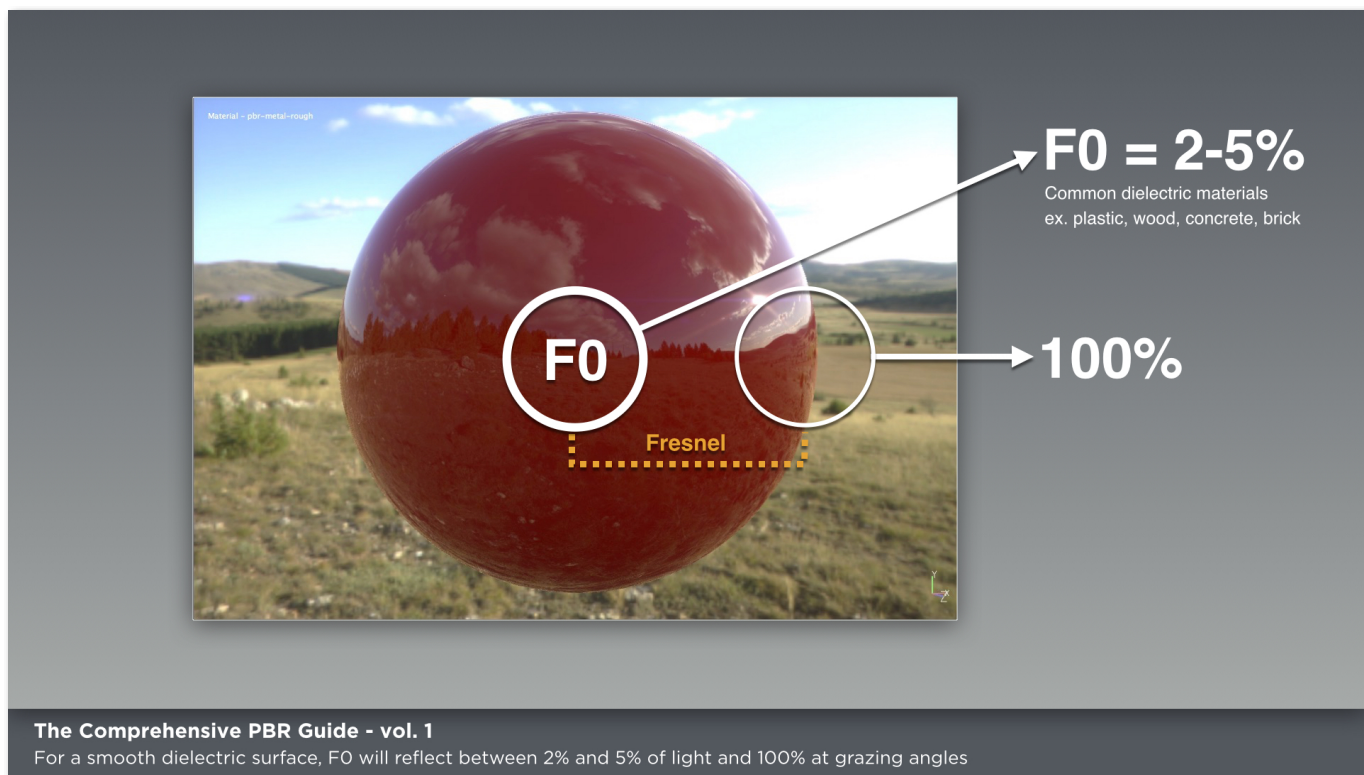 Material - pbr-metal-rough
F0 = 2-5%
Common dielectric materials
ex. plastic, wood, concrete, brick
F0
100%
Fresnel
Y
X
Z
The Comprehensive PBR Guide - vol. 1
For a smooth dielectric surface, F0 will reflect between 2% and 5% of light and 100% at grazing angles